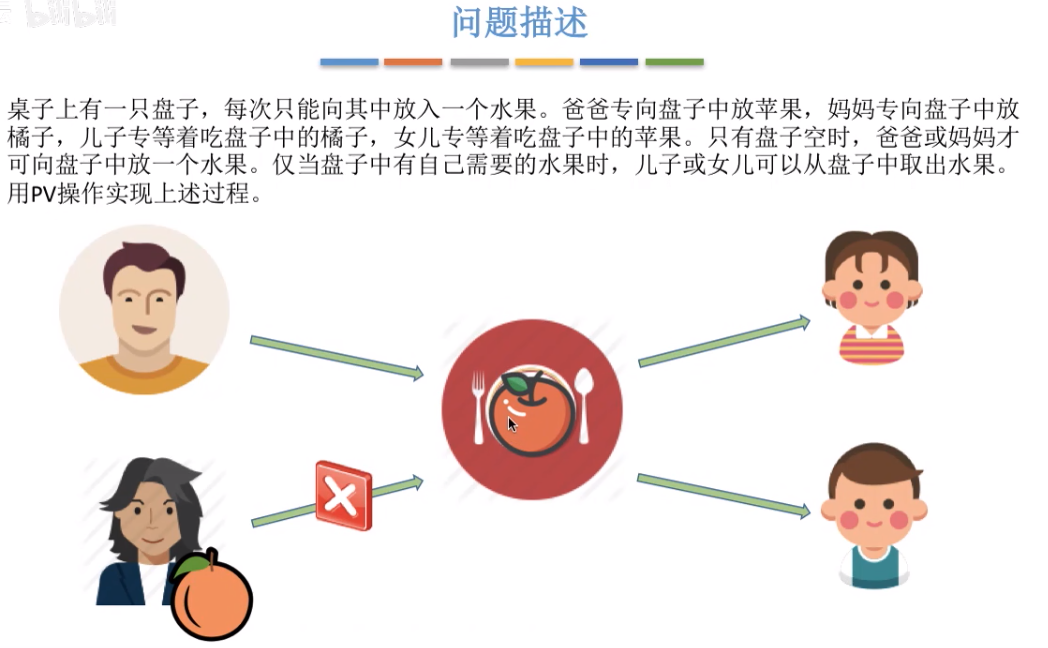 bilibili
问题描述
桌子上有一只盘子，每次只能向其中放入一个水果。爸爸专向盘子中放苹果，妈妈专向盘子中放
橘子，儿子专等着吃盘子中的橘子，女儿专等着吃盘子中的苹果。只有盘子空时，爸爸或妈妈才
可向盘子中放一个水果。仅当盘子中有自己需要的水果时，儿子或女儿可以从盘子中取出水果。
用PV操作实现上述过程。